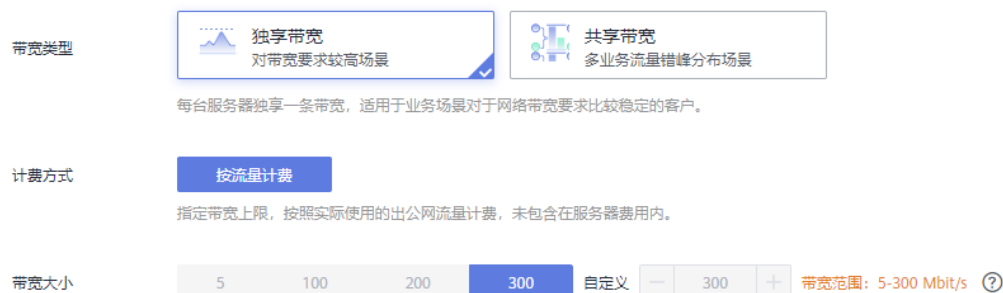 带宽类型
独享带宽
对带宽要求较高场景
共享带宽
多业务流量错峰分布场景
每台服务器独享一条带宽，适用于业务场景对于网络带宽要求比较稳定的客户。
计费方式
按流量计费
指定带宽上限，按照实际使用的出公网流量计费，未包含在服务器费用内。
带宽大小 5 100 200 300 自定义 − 300 + 带宽范围：5-300 Mbit/s ?